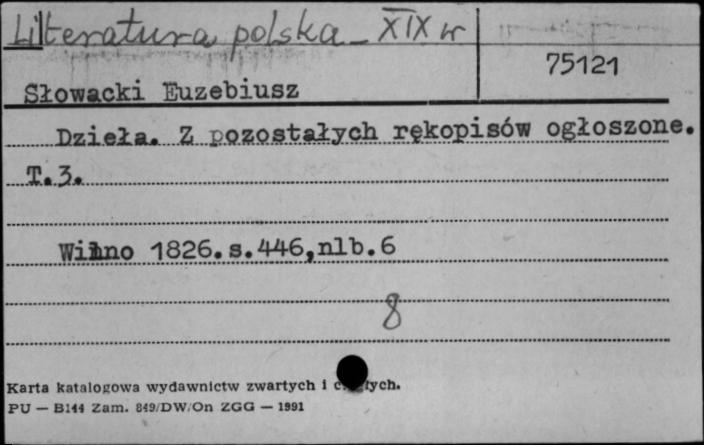 Literatura polska - XIX w
75121
Słowacki Euzebiusz
Dzieła. Z pozostałych rękopisów ogłoszone.
T.3.
Wilno 1826.s.446,nlb.6
8
Karta katalogowa wydawnictw zwartych i
PU — B144 Zam. 849/DW/On ZGG — 1991